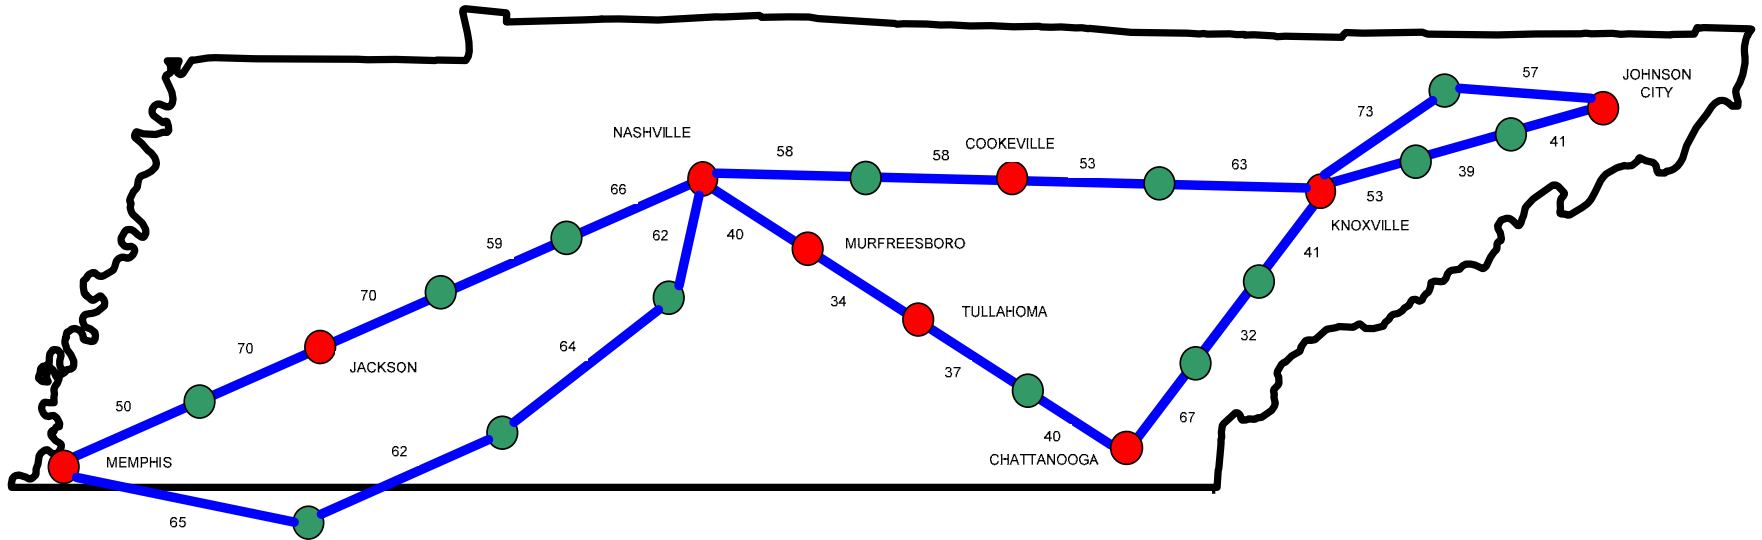 57
JOHNSON
CITY
73
NASHVILLE
58
58
COOKEVILLE
53
63
39
41
53
66
KNOXVILLE
62
40
MURFREESBORO
59
41
70
34
TULLAHOMA
70
64
32
JACKSON
37
50
67
40
62
CHATTANOOGA
MEMPHIS
65